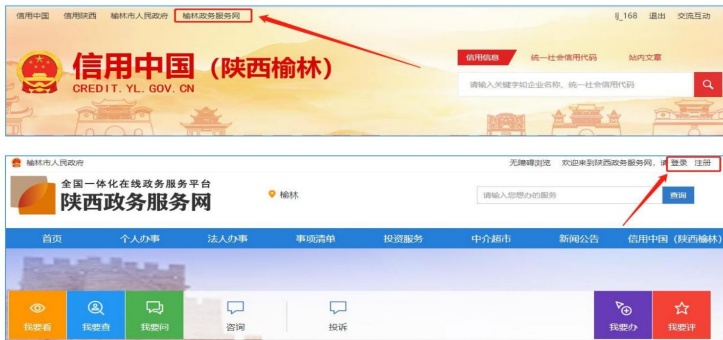 信用中国 信用陕西 榆林市人民政府 榆林政务服务网 lj_168 退出 交流互动
信用中国（陕西榆林）
CREDIT. YL. GOV. CN
信用信息 统一社会信用代码 站内文章
请输入关键字如企业名称、统一社会信用代码
榆林市人民政府 无障碍浏览 欢迎来到陕西政务服务网，请 登录 注册
全国一体化在线政务服务平台
陕西政务服务网
榆林
请输入您想办的服务 查询
首页 个人办事 法人办事 事项清单 投资服务 中介超市 新闻公告 信用中国（陕西榆林）
我要看 我要查 我要问 咨询 投诉 我要办 我要评